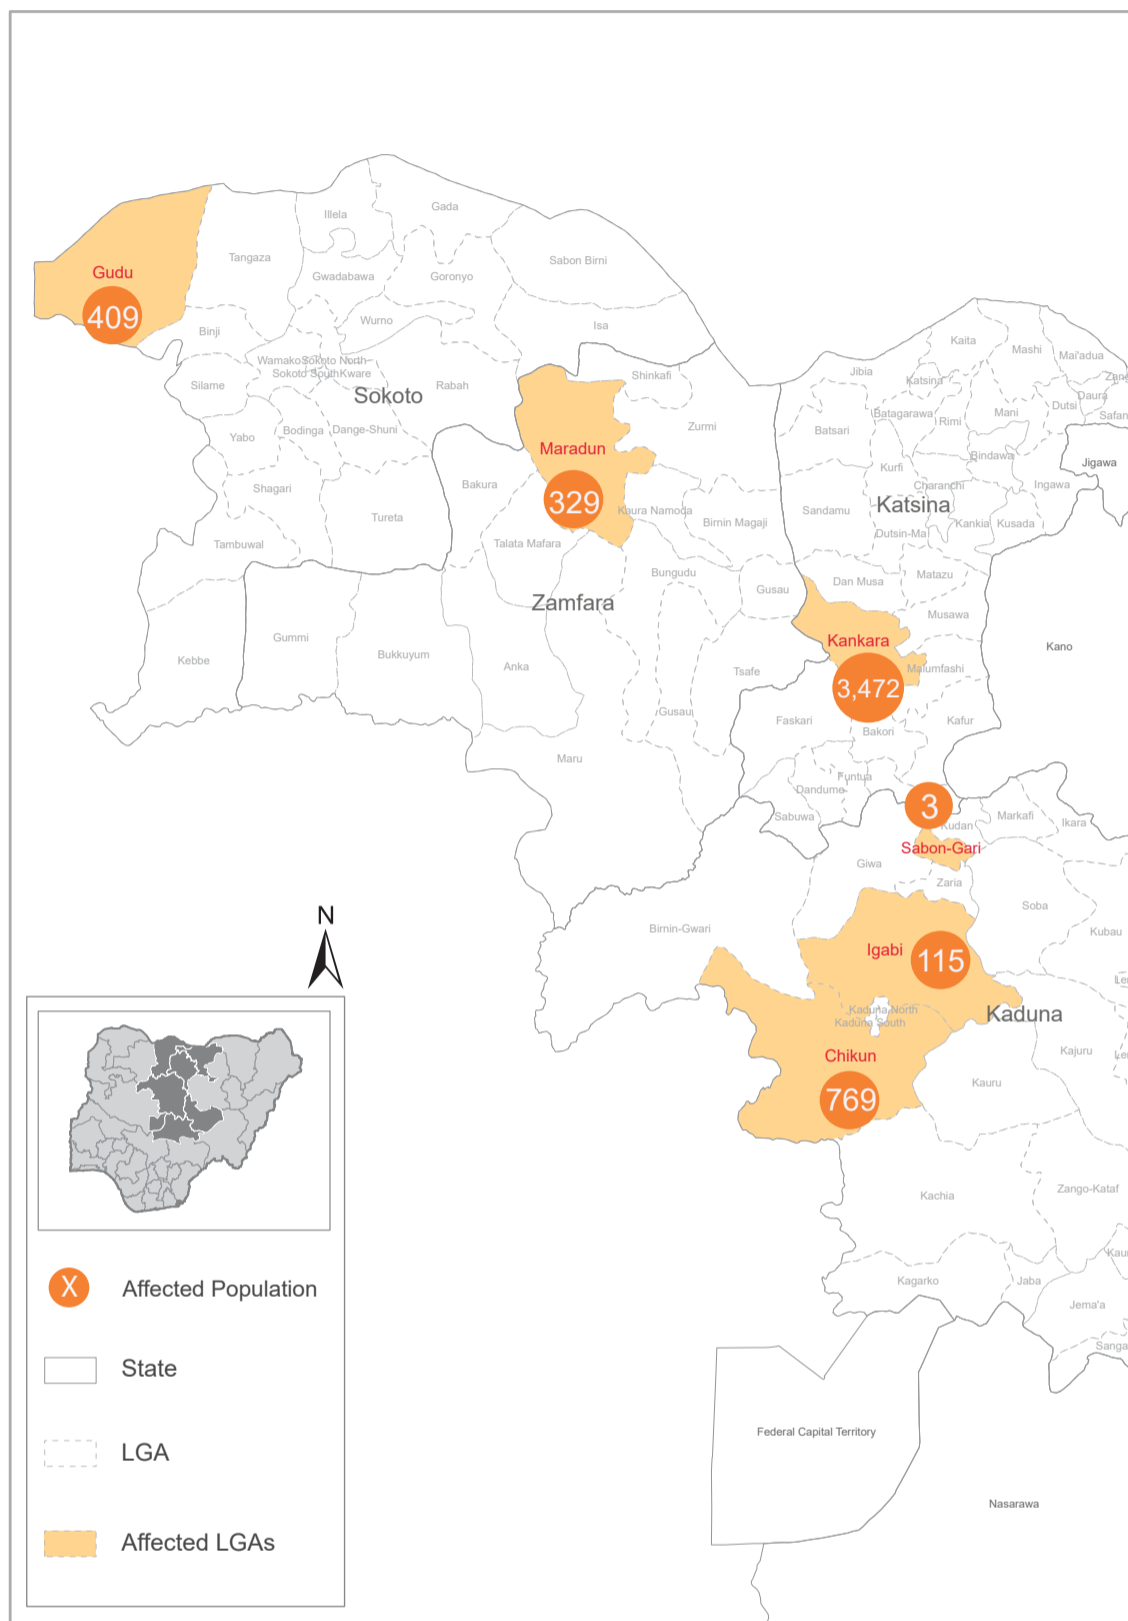 Illela
Gada
Tangaza
Gwadabawa
Goronyo
Sabon Birni
Gudu
409
Binji
Wurno
Isa
Wamako
Sokoto North
Sokoto South
Kware
Silame
Sokoto
Rabah
Yabo
Bodinga
Dange-Shuni
Shagari
Tureta
Tambuwal
Kebbe
Gummi
Bukkuyum
Shinkafi
Zurmi
Maradun
329
Bakura
Kaura Namoda
Birnin Magaji
Talata Mafara
Bungudu
Gusau
Zamfara
Anka
Tsafe
Gusau
Maru
Kaita
Mashi
Mai'adua
Zang
Jibia
Katsina
Daura
Dutsi
Safan
Batagarawa
Rimi
Mani
Batsari
Bindawa
Jigawa
Kurfi
Charanchi
Ingawa
Katsina
Sandamu
Kankia
Kusada
Dutsin-Ma
Dan Musa
Matazu
Musawa
Kankara
3,472
Malumfashi
Kano
Faskari
Bakori
Kafur
Funtua
Dandume
Sabuwa
3
Kudan
Markafi
Ikara
Sabon-Gari
Giwa
Zaria
Soba
Birnin-Gwari
Kubau
Igabi
115
Ler
Kaduna North
Kaduna South
Kaduna
Chikun
769
Kajuru
Ler
Kauru
Kachia
Zango-Kataf
Kaur
Kagarko
Jaba
Jema'a
Sanga
Federal Capital Territory
Nasarawa
N
X
Affected Population
State
LGA
Affected LGAs